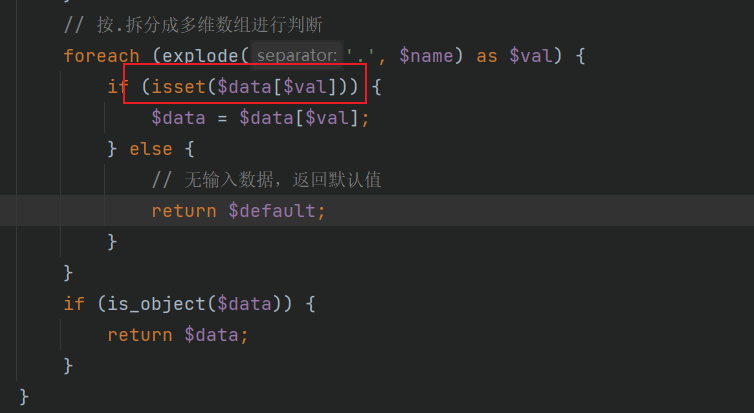 // 按.拆分成多维数组进行判断
foreach (explode( separator: '.', $name) as $val) {
if (isset($data[$val])) {
$data = $data[$val];
} else {
// 无输入数据，返回默认值
return $default;
}
}
if (is_object($data)) {
return $data;
}
}